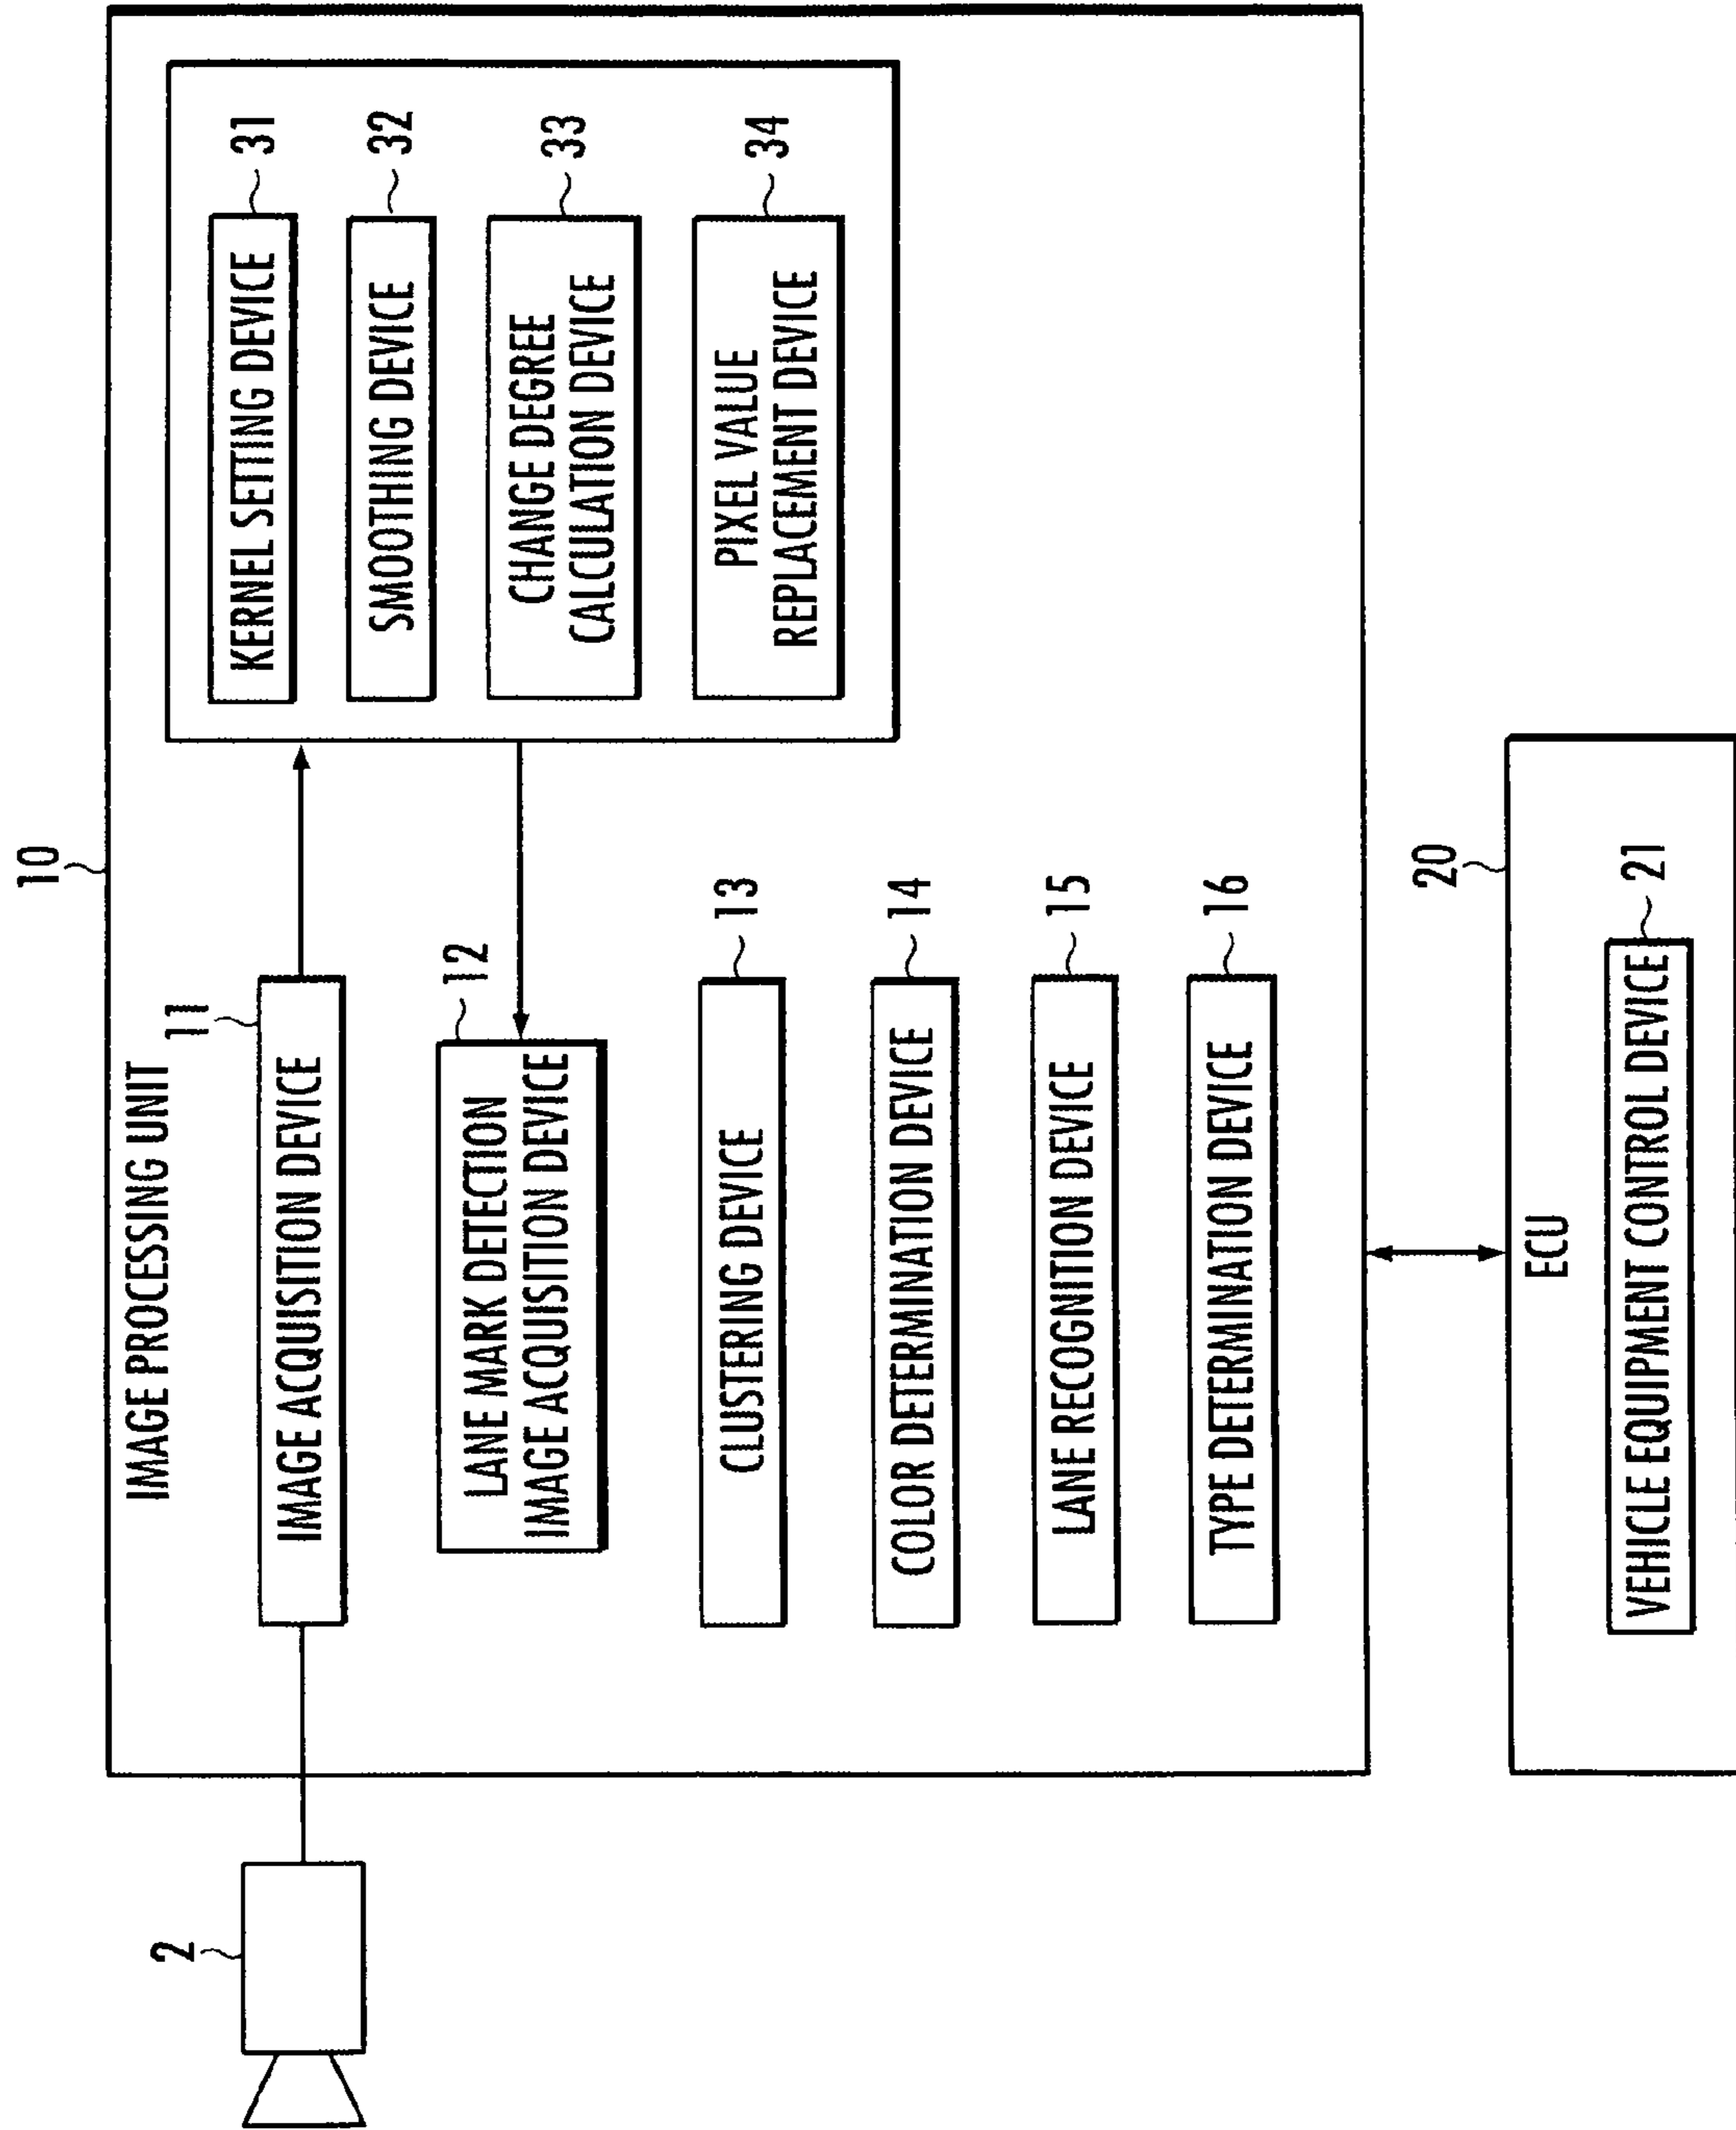 10
IMAGE PROCESSING UNIT
2
11
IMAGE ACQUISITION DEVICE
12
LANE MARK DETECTION
IMAGE ACQUISITION DEVICE
13
CLUSTERING DEVICE
14
COLOR DETERMINATION DEVICE
15
LANE RECOGNITION DEVICE
16
TYPE DETERMINATION DEVICE
31
KERNEL SETTING DEVICE
32
SMOOTHING DEVICE
33
CHANGE DEGREE
CALCULATION DEVICE
34
PIXEL VALUE
REPLACEMENT DEVICE
20
ECU
21
VEHICLE EQUIPMENT CONTROL DEVICE